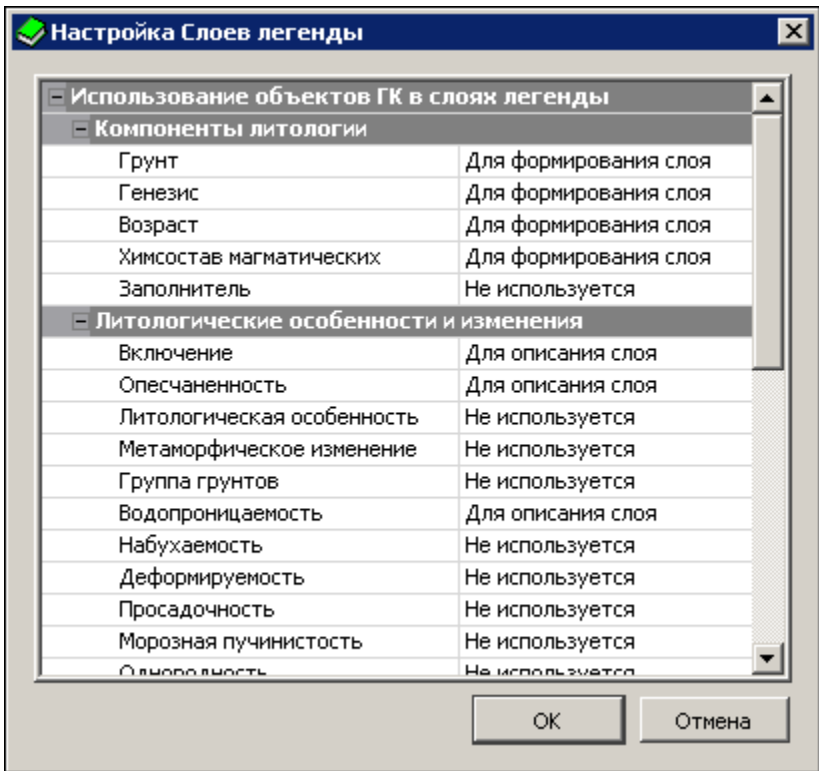 Настройка Слоев легенды
Использование объектов ГК в слоях легенды
Компоненты литологии
Грунт Для формирования слоя
Генезис Для формирования слоя
Возраст Для формирования слоя
Химсостав магматических Для формирования слоя
Заполнитель Не используется
Литологические особенности и изменения
Включение Для описания слоя
Опесчаненность Для описания слоя
Литологическая особенность Не используется
Метаморфическое изменение Не используется
Группа грунтов Не используется
Водопроницаемость Для описания слоя
Набухаемость Не используется
Деформируемость Не используется
Просадочность Не используется
Морозная пучинистость Не используется
Однородность Не используется
OK Отмена